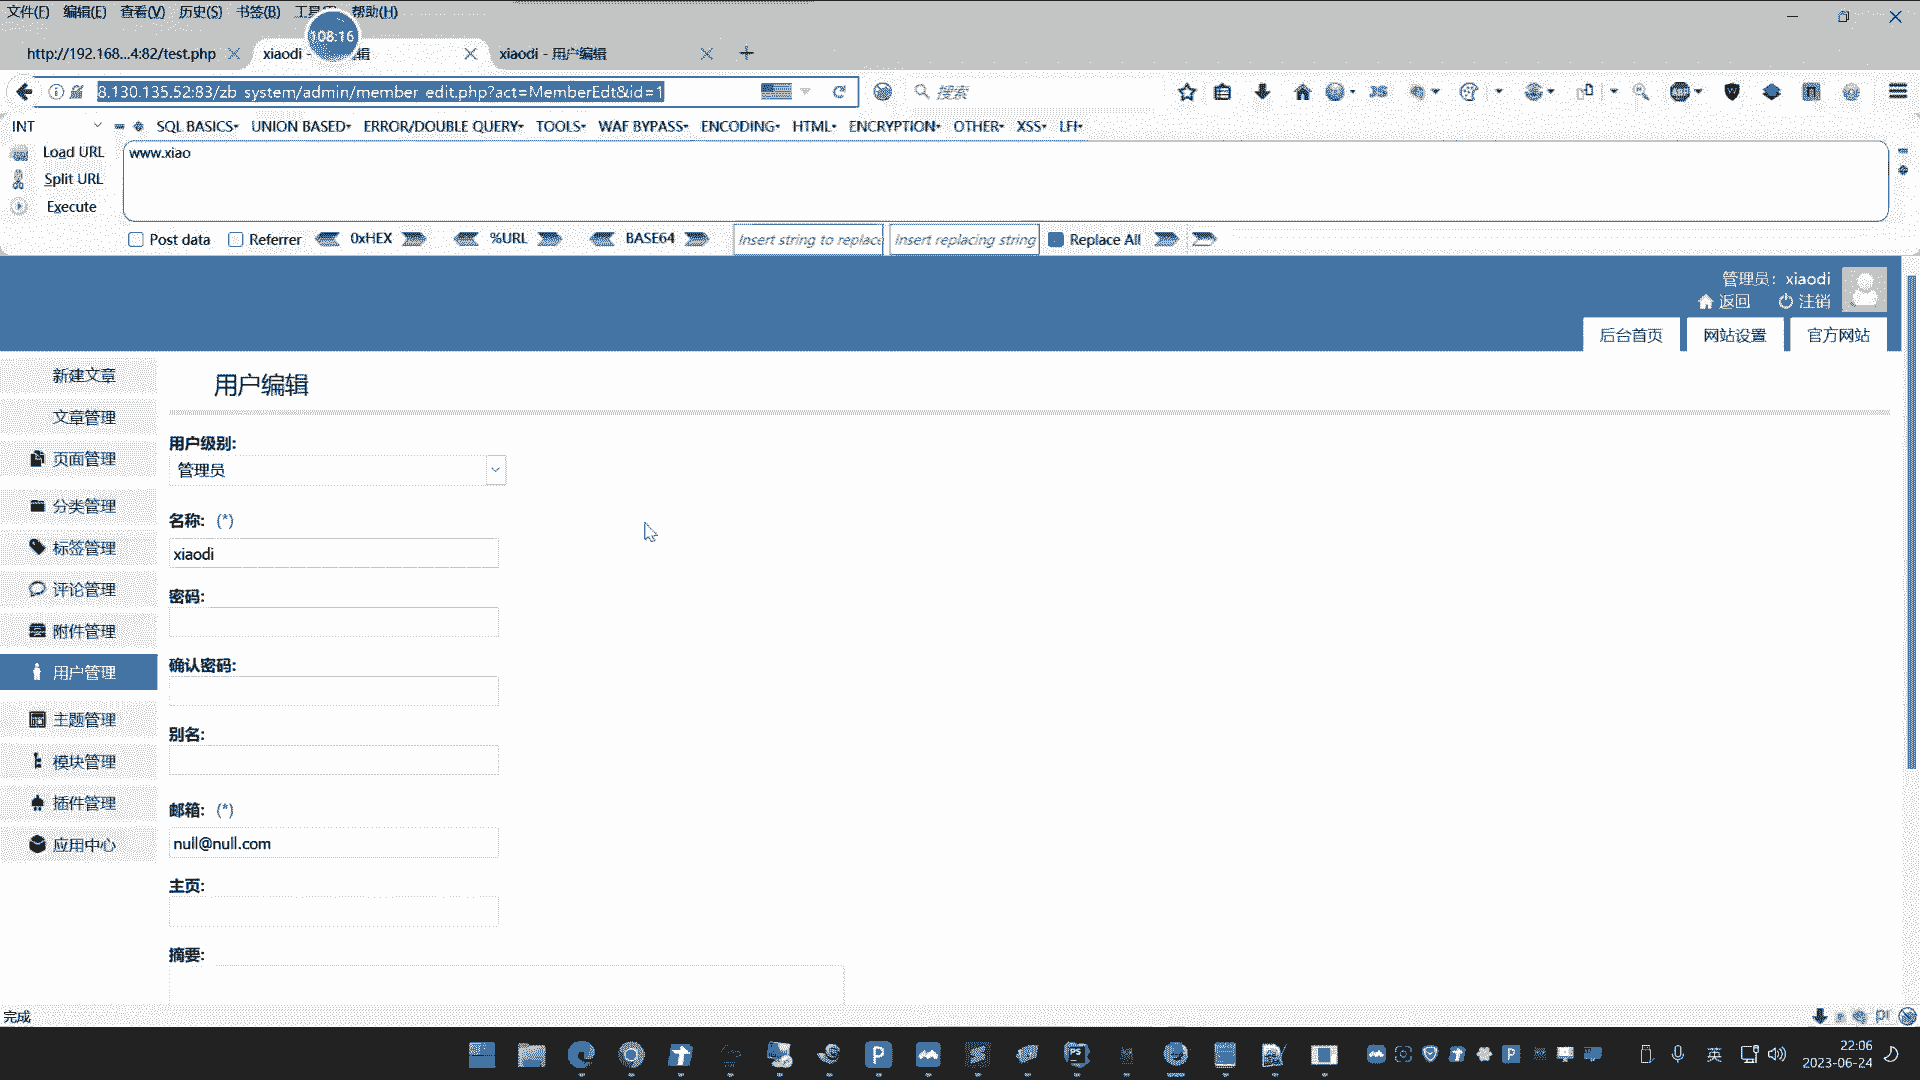 文件(F) 编辑(E) 查看(V) 历史(S) 书签(B) 帮助(H)
108:16
http://192.168...4:82/test.php
xiaodi - 
xiaodi - 用户编辑
8.130.135.52:83/zb_system/admin/member_edit.php?act=MemberEdt&id=1
搜索
INT SQL BASICS UNION BASED ERROR/DOUBLE QUERY TOOLS WAF BYPASS ENCODING HTML ENCRYPTION OTHER XSS LFI
Load URL
www.xiao
Split URL
Execute
Post data Referrer 0xHEX %URL BASE64 Insert string to replace Insert replacing string Replace All
管理员：xiaodi
返回 注销
后台首页 网站设置 官方网站
新建文章
文章管理
页面管理
分类管理
标签管理
评论管理
附件管理
用户管理
主题管理
模块管理
插件管理
应用中心
用户编辑
用户级别:
管理员
名称: (*)
xiaodi
密码:
确认密码:
别名:
邮箱: (*)
null@null.com
主页:
摘要:
完成
英
22:06
2023-06-24